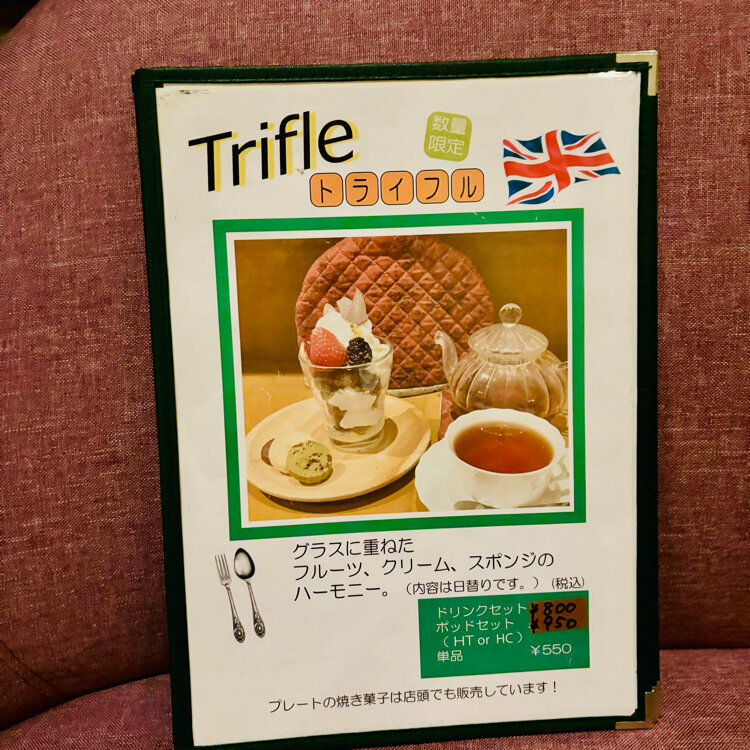 Trifle
数量
限定
トライフル
グラスに重ねた
フルーツ、クリーム、スポンジの
ハーモニー。（内容は日替りです。）（税込）
ドリンクセット ¥800
ポッドセット ¥950
（HT or HC）
単品 ¥550
プレートの焼き菓子は店頭でも販売しています！